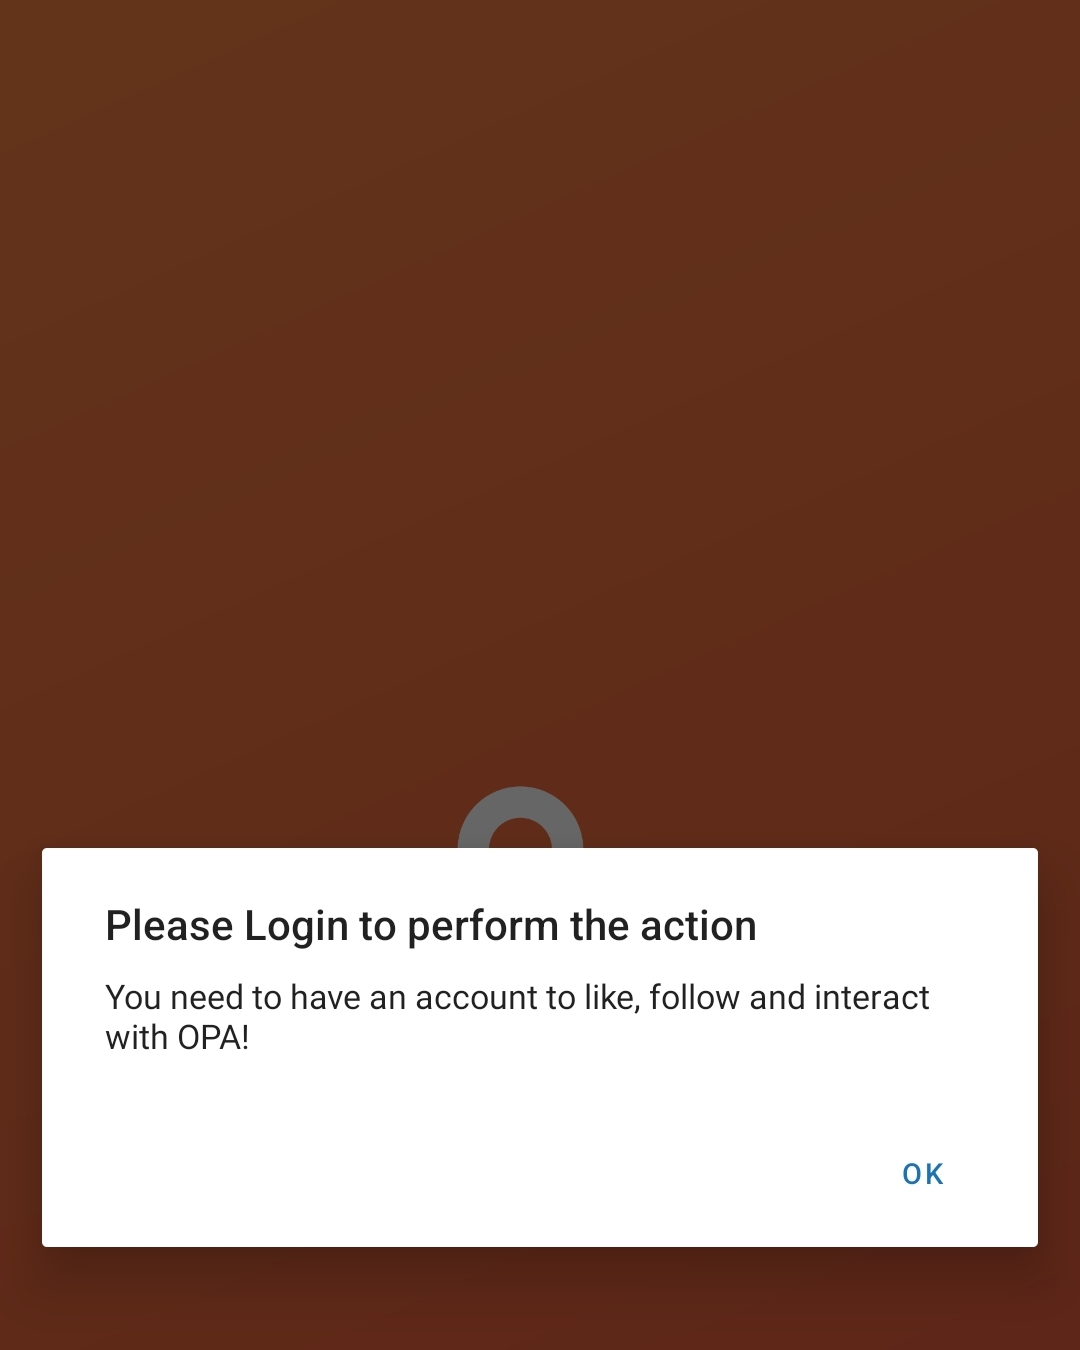 Please Login to perform the action
You need to have an account to like, follow and interact
with OPA!
OK